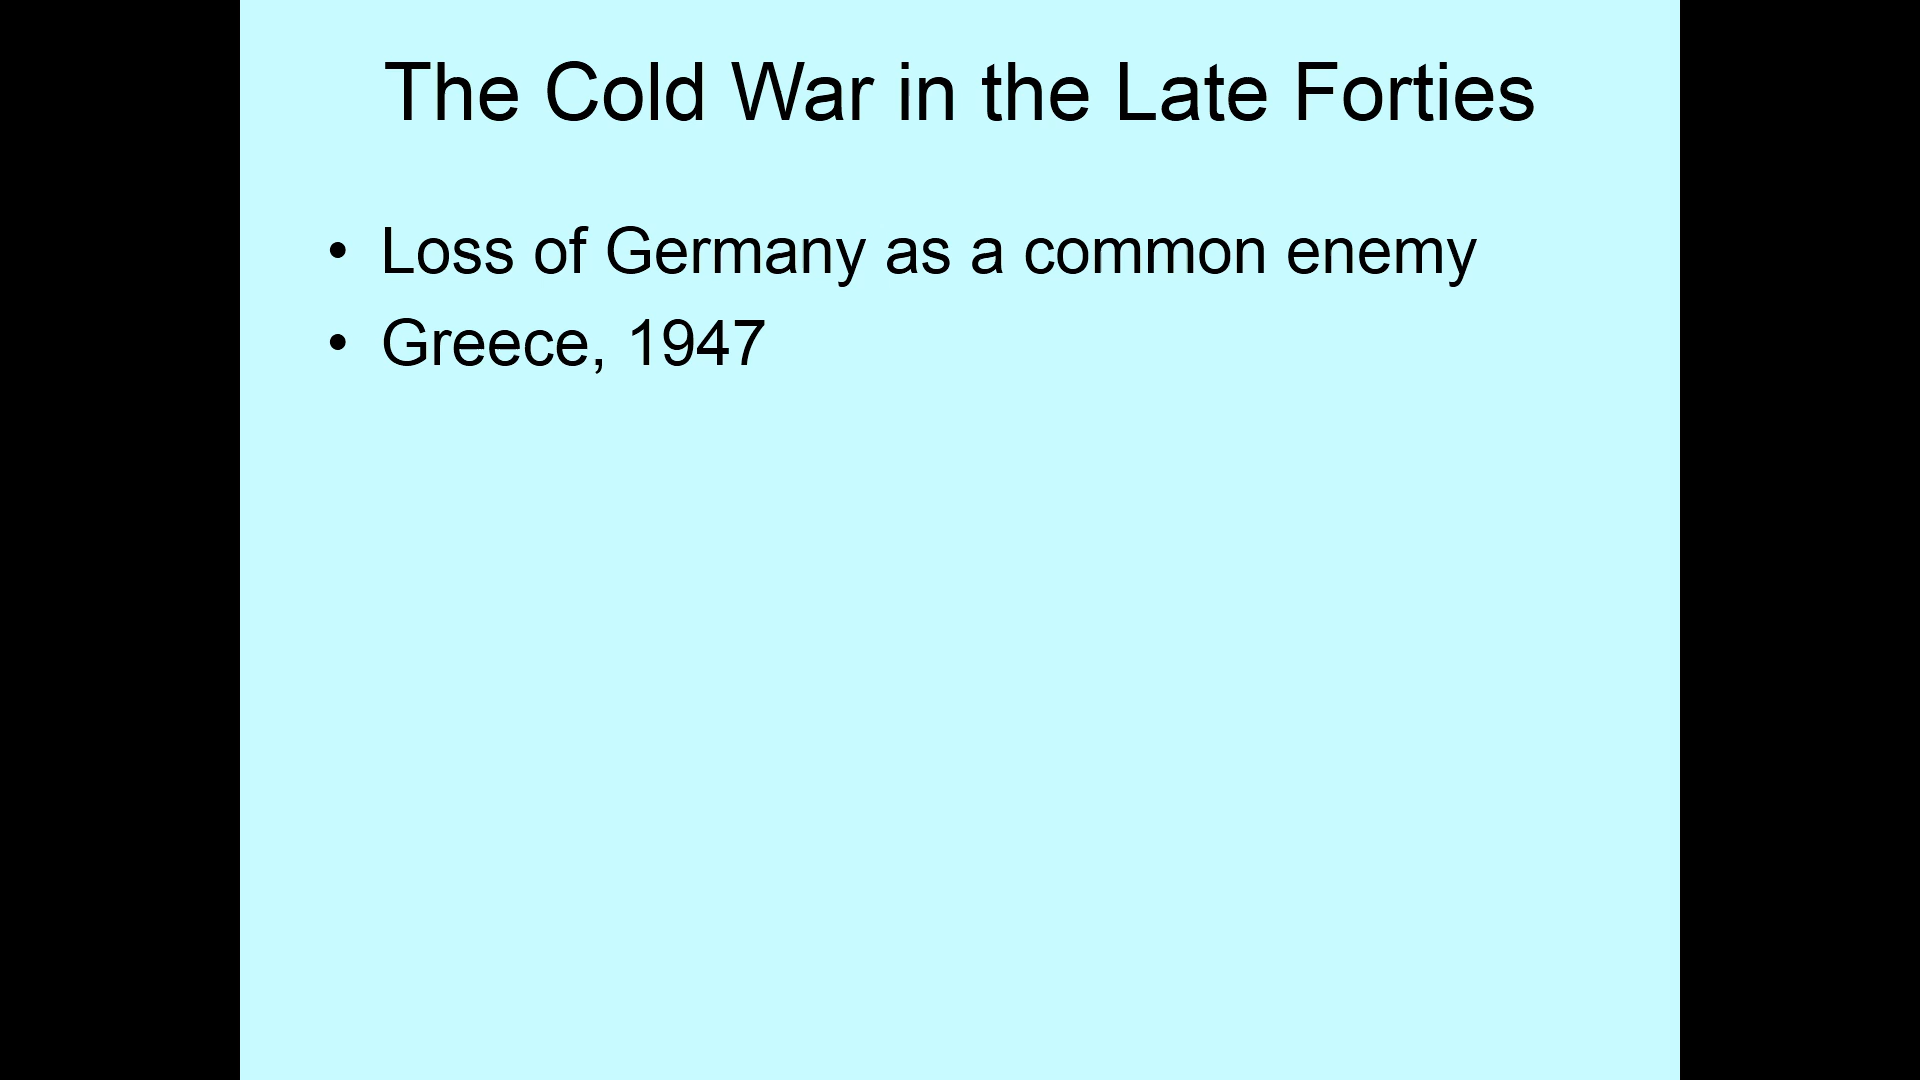 The Cold War in the Late Forties
• Loss of Germany as a common enemy
• Greece, 1947